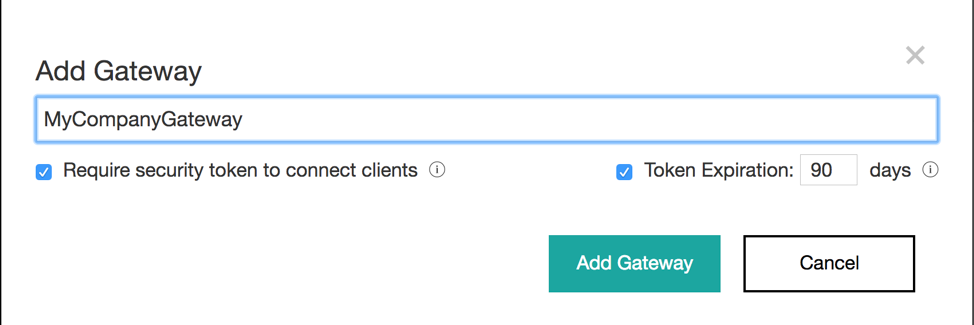 Add Gateway
MyCompanyGateway
Require security token to connect clients Token Expiration: 90 days
Add Gateway Cancel